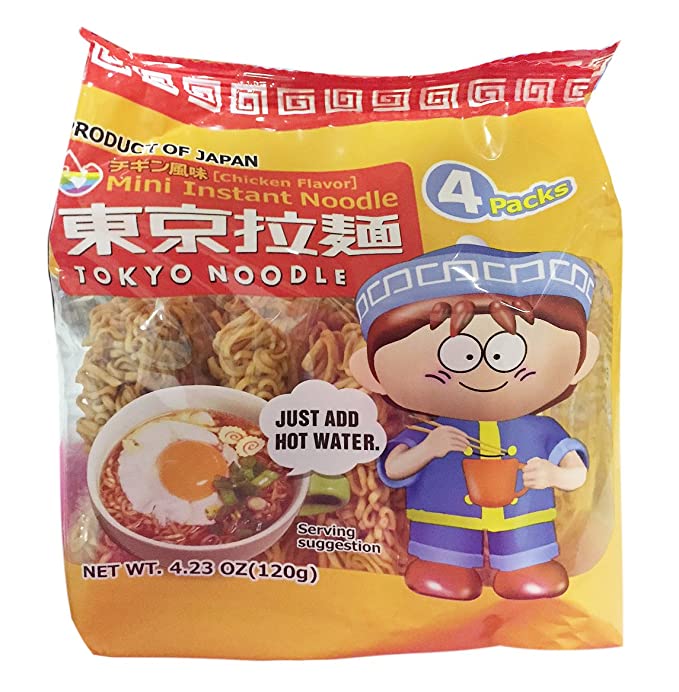 PRODUCT OF JAPAN
チキン風味 [Chicken Flavor]
Mini Instant Noodle
東京拉麺
TOKYO NOODLE
4 Packs
JUST ADD
HOT WATER.
Serving
suggestion
NET WT. 4.23 OZ(120g)